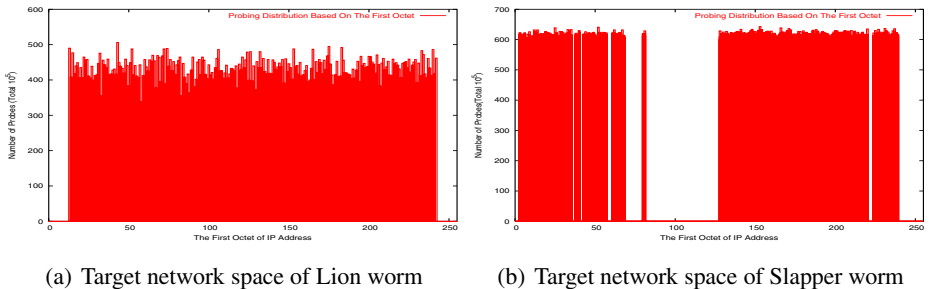 600
500
400
300
200
100
0
Number of Probes (Total 10^5)
Probing Distribution Based On The First Octet
0 50 100 150 200 250
The First Octet of IP Address
(a) Target network space of Lion worm
700
600
500
400
300
200
100
0
Number of Probes(Total 10^5)
Probing Distribution Based On The First Octet
0 50 100 150 200 250
The First Octet of IP Address
(b) Target network space of Slapper worm